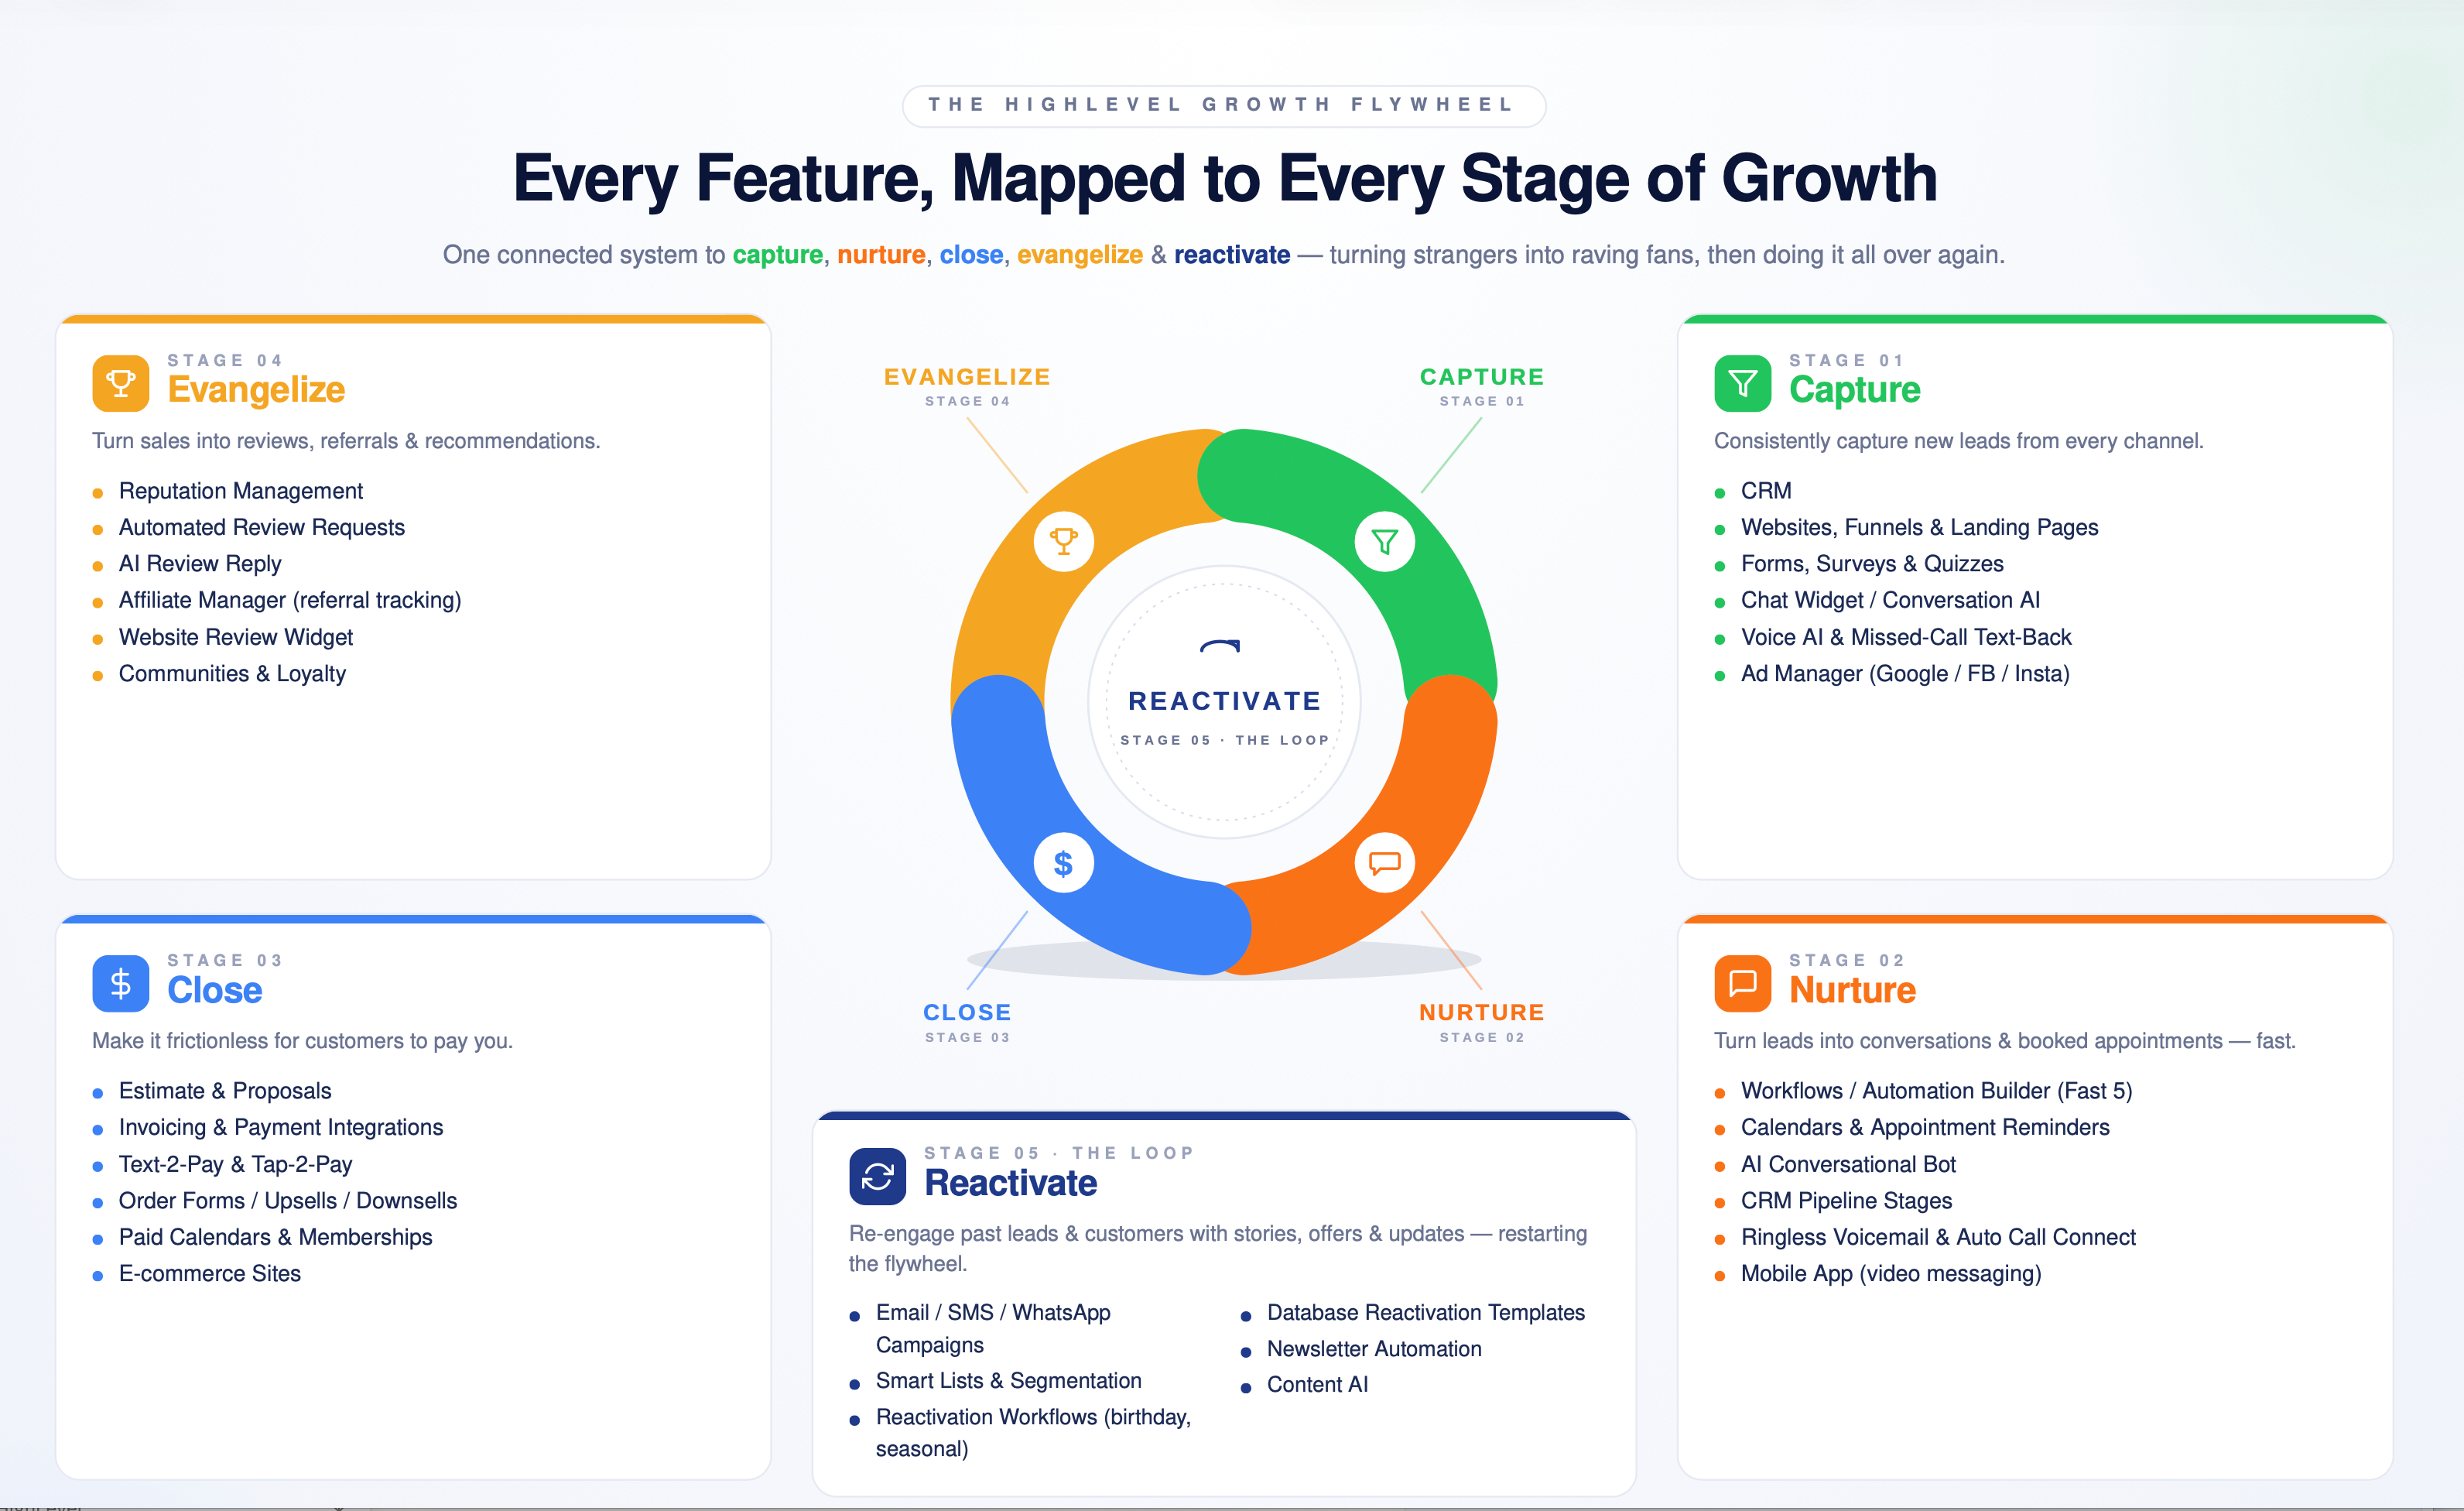 THE HIGHLEVEL GROWTH FLYWHEEL
Every Feature, Mapped to Every Stage of Growth
One connected system to capture, nurture, close, evangelize & reactivate — turning strangers into raving fans, then doing it all over again.
STAGE 04
Evangelize
Turn sales into reviews, referrals & recommendations.
Reputation Management
Automated Review Requests
AI Review Reply
Affiliate Manager (referral tracking)
Website Review Widget
Communities & Loyalty
EVANGELIZE
STAGE 04
CAPTURE
STAGE 01
REACTIVATE
STAGE 05 · THE LOOP
$
CLOSE
STAGE 03
NURTURE
STAGE 02
STAGE 01
Capture
Consistently capture new leads from every channel.
CRM
Websites, Funnels & Landing Pages
Forms, Surveys & Quizzes
Chat Widget / Conversation AI
Voice AI & Missed-Call Text-Back
Ad Manager (Google / FB / Insta)
STAGE 03
Close
Make it frictionless for customers to pay you.
Estimate & Proposals
Invoicing & Payment Integrations
Text-2-Pay & Tap-2-Pay
Order Forms / Upsells / Downsells
Paid Calendars & Memberships
E-commerce Sites
STAGE 05 · THE LOOP
Reactivate
Re-engage past leads & customers with stories, offers & updates — restarting
the flywheel.
Email / SMS / WhatsApp
Campaigns
Smart Lists & Segmentation
Reactivation Workflows (birthday,
seasonal)
Database Reactivation Templates
Newsletter Automation
Content AI
STAGE 02
Nurture
Turn leads into conversations & booked appointments — fast.
Workflows / Automation Builder (Fast 5)
Calendars & Appointment Reminders
AI Conversational Bot
CRM Pipeline Stages
Ringless Voicemail & Auto Call Connect
Mobile App (video messaging)